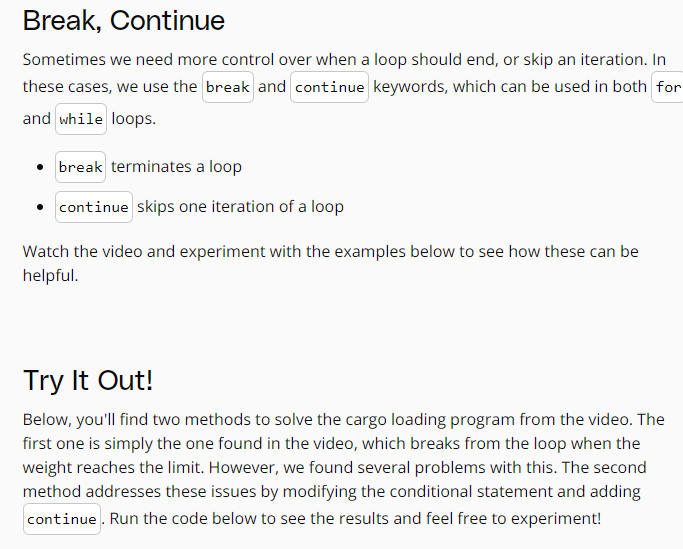 Break, Continue
Sometimes we need more control over when a loop should end, or skip an iteration. In
these cases, we use the break and continue keywords, which can be used in both for
and while loops.
• break terminates a loop
• continue skips one iteration of a loop
Watch the video and experiment with the examples below to see how these can be
helpful.
Try It Out!
Below, you'll find two methods to solve the cargo loading program from the video. The
first one is simply the one found in the video, which breaks from the loop when the
weight reaches the limit. However, we found several problems with this. The second
method addresses these issues by modifying the conditional statement and adding
continue. Run the code below to see the results and feel free to experiment!